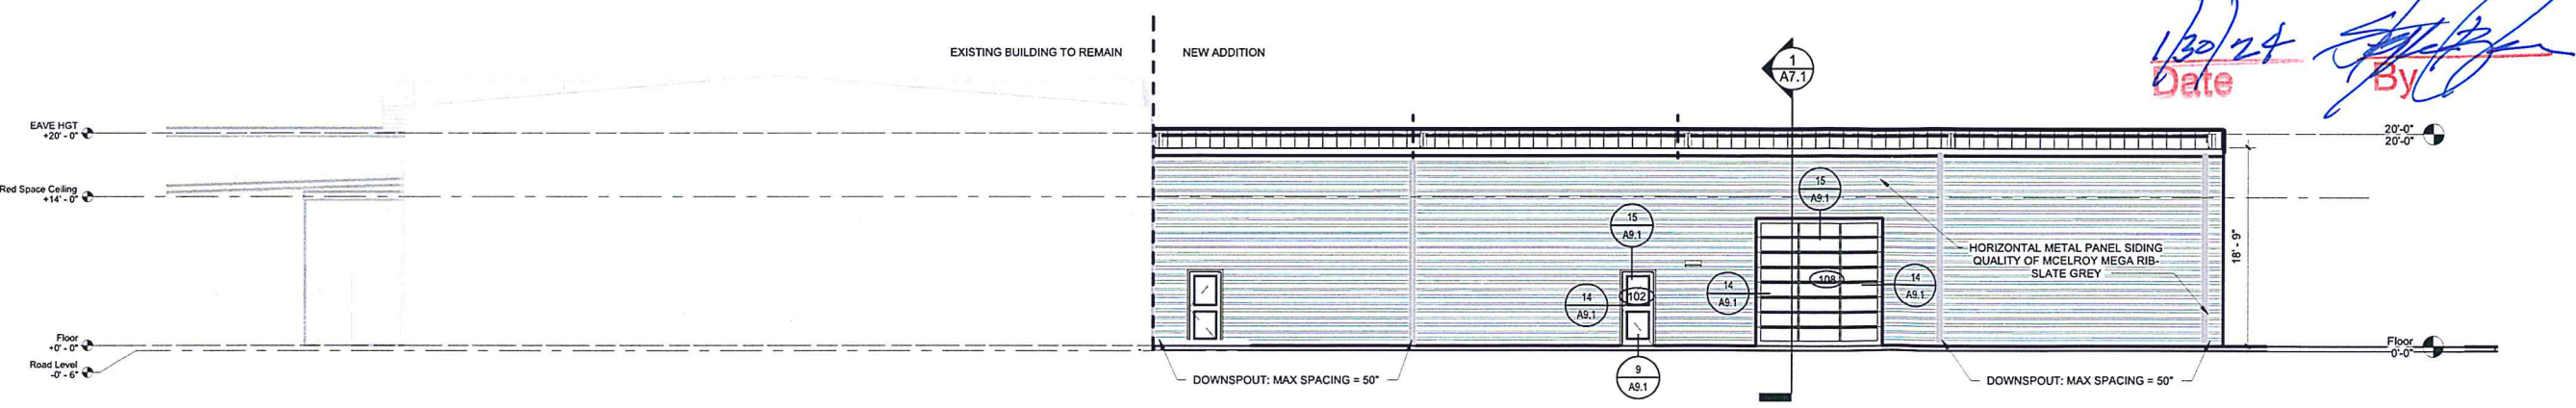 1/30/24
Date
By
EXISTING BUILDING TO REMAIN
NEW ADDITION
1
A7.1
EAVE HGT
+20' - 0"
20'-0"
20'-0"
Red Space Ceiling
+14' - 0"
15
A9.1
15
A9.1
HORIZONTAL METAL PANEL SIDING
QUALITY OF MCELROY MEGA RIB-
SLATE GREY
18' - 9"
14
A9.1
102
14
A9.1
108
14
A9.1
Floor
+0' - 0"
Floor
0'-0"
Road Level
-0' - 6"
DOWNSPOUT: MAX SPACING = 50"
9
A9.1
DOWNSPOUT: MAX SPACING = 50"